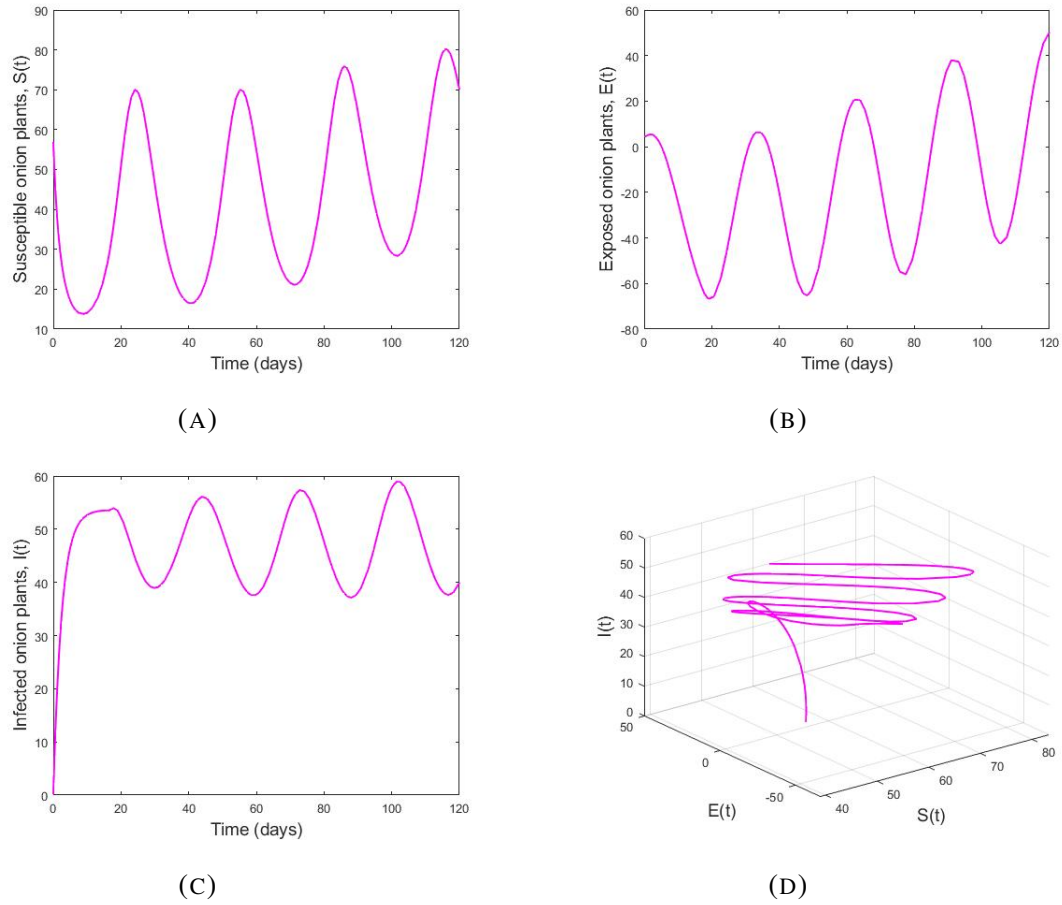 90
80
70
60
50
40
30
20
10
Susceptible onion plants, S(t)
0 20 40 60 80 100 120
Time (days)
(A)
60
40
20
0
-20
-40
-60
-80
Exposed onion plants, E(t)
0 20 40 60 80 100 120
Time (days)
(B)
60
50
40
30
20
10
0
Infected onion plants, I(t)
0 20 40 60 80 100 120
Time (days)
(C)
60
50
40
30
20
10
0
I(t)
50
0
-50
E(t)
40 50 60 70 80
S(t)
(D)